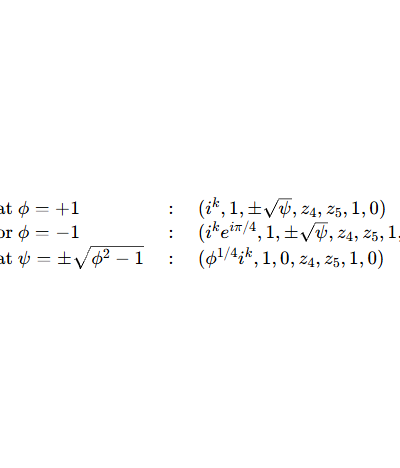 at ϕ = +1 : (i^k, 1, ±√ψ, z_4, z_5, 1, 0)
or ϕ = −1 : (i^k e^{iπ/4}, 1, ±√ψ, z_4, z_5, 1,
at ψ = ±√(ϕ^2 − 1) : (ϕ^{1/4} i^k, 1, 0, z_4, z_5, 1, 0)